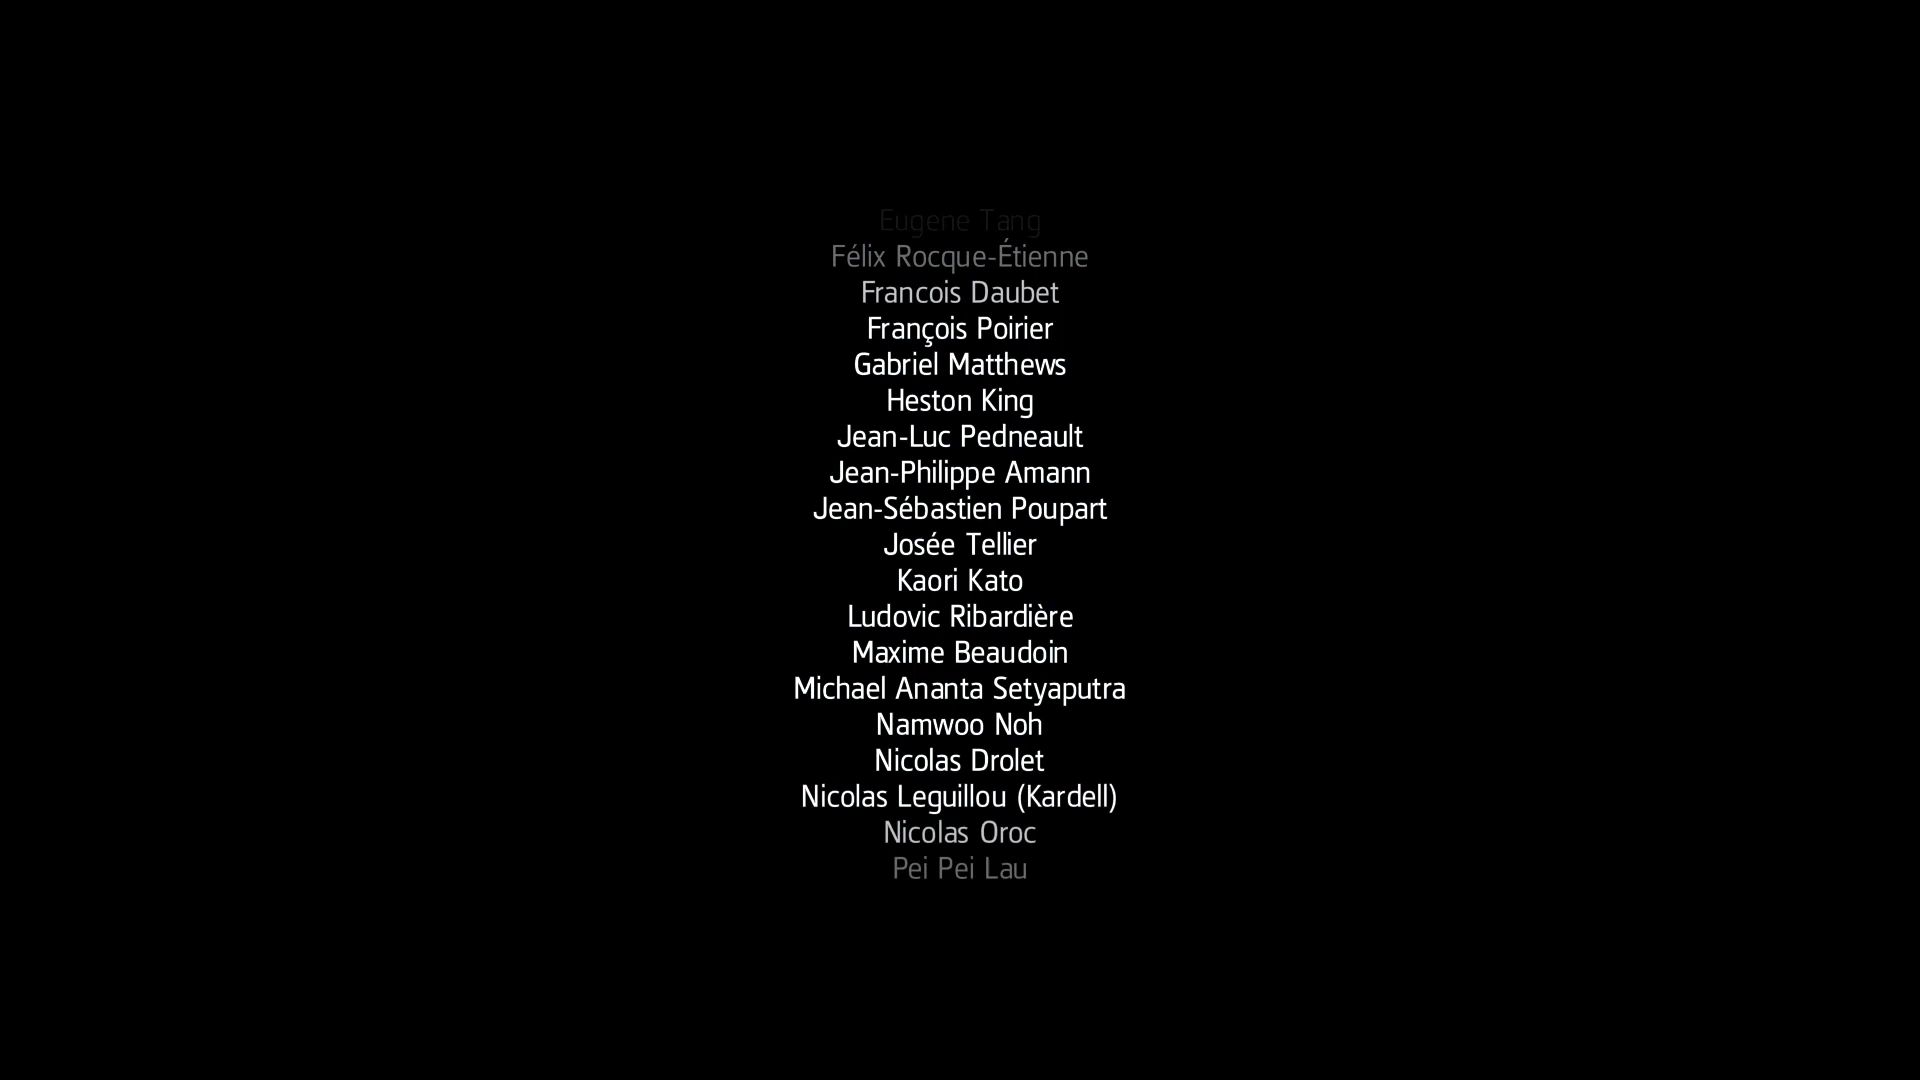 Eugene Tang
Félix Rocque-Étienne
Francois Daubet
François Poirier
Gabriel Matthews
Heston King
Jean-Luc Pedneault
Jean-Philippe Amann
Jean-Sébastien Poupart
Josée Tellier
Kaori Kato
Ludovic Ribardière
Maxime Beaudoin
Michael Ananta Setyaputra
Namwoo Noh
Nicolas Drolet
Nicolas Leguillou (Kardell)
Nicolas Oroc
Pei Pei Lau